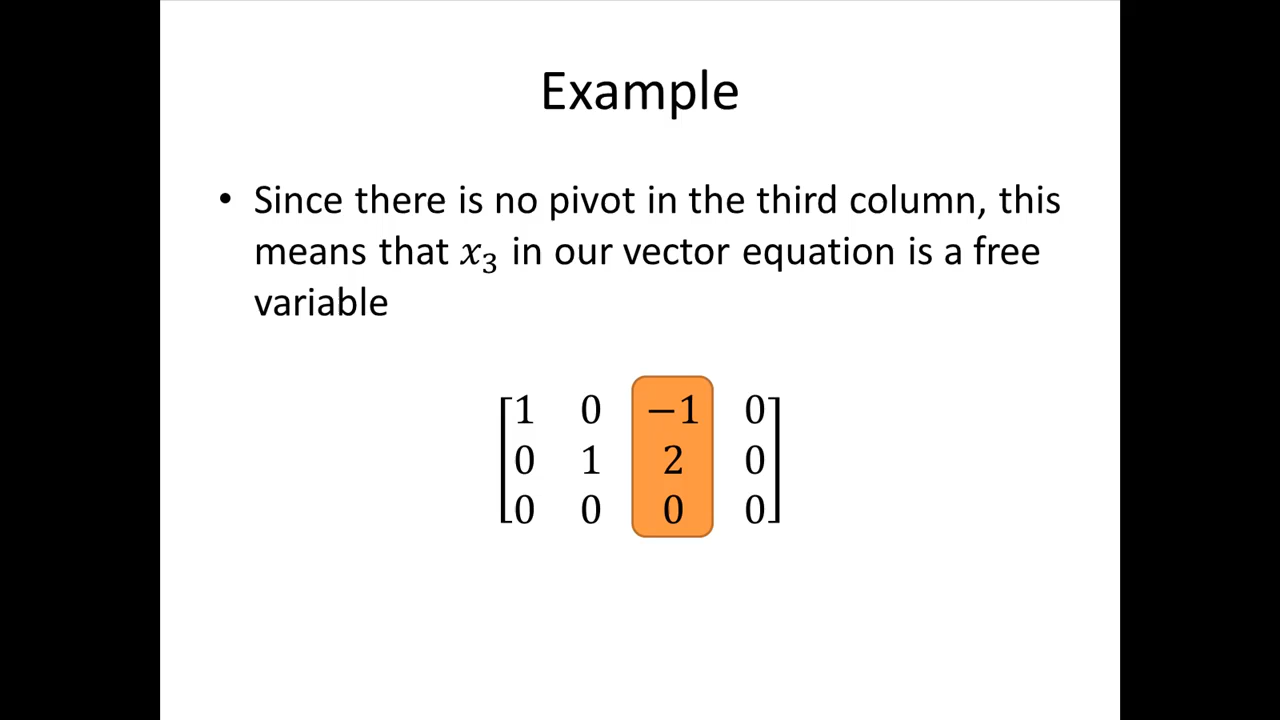 Example
• Since there is no pivot in the third column, this
means that x₃ in our vector equation is a free
variable
[1 0 −1 0]
[0 1 2 0]
[0 0 0 0]